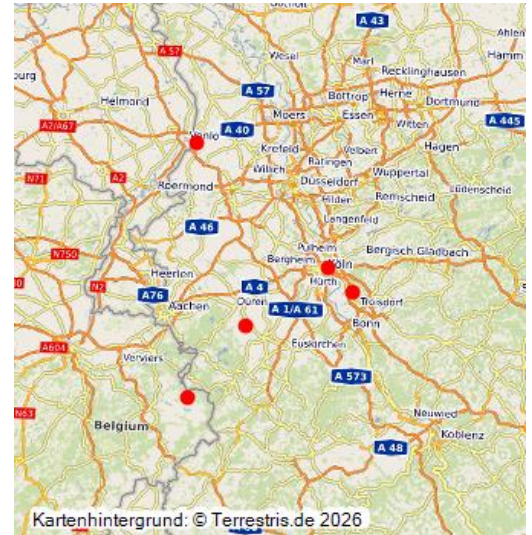 A 43
A 57
Ahlen
Wesel
Marl
Hamm
Recklinghausen
Helmond
A 57
Bottrop
Herne
Dortmund
Moers
Essen
A 445
A2/A67
A 40
Witten
Venlo
Krefeld
Velbert
Hagen
N71
A2
Ratingen
Willich
Wuppertal
Roermond
Düsseldorf
Lüdenscheid
Hilden
Remscheid
Langenfeld
A 46
N750
Pulheim
Bergisch Gladbach
Bergheim
Köln
Heerlen
Hürth
N2
A 4
A76
Düren
Troisdorf
Aachen
A 1/A 61
Bonn
A604
Euskirchen
Verviers
A 573
N63
Neuwied
Belgium
Koblenz
A 48
Kartenhintergrund: © Terrestris.de 2026